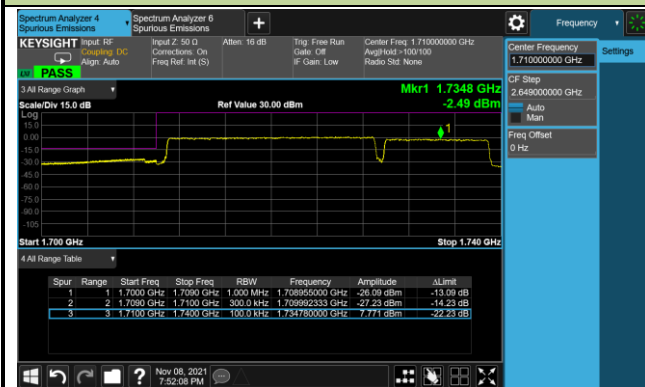 Spectrum Analyzer 4
Spurious Emissions
Spectrum Analyzer 6
Spurious Emissions
Frequency
KEYSIGHT
Input: RF
Coupling: DC
Align: Auto
Input Z: 50 Ω
Corrections: On
Freq Ref: Int (S)
Atten: 16 dB
Trig: Free Run
Gate: Off
IF Gain: Low
Center Freq: 1.710000000 GHz
Avg|Hold:>100/100
Radio Std: None
PASS
Center Frequency
1.710000000 GHz
Settings
CF Step
2.649000000 GHz
Auto
Man
Freq Offset
0 Hz
3 All Range Graph
Mkr1 1.7348 GHz
-2.49 dBm
Scale/Div 15.0 dB
Ref Value 30.00 dBm
Log
15.0
0.00
-15.0
-30.0
-45.0
-60.0
-75.0
-90.0
-105
1
Start 1.700 GHz
Stop 1.740 GHz
4 All Range Table
Spur Range Start Freq Stop Freq RBW Frequency Amplitude ΔLimit
1 1 1.7000 GHz 1.7090 GHz 1.000 MHz 1.708955000 GHz -26.09 dBm -13.09 dB
2 2 1.7090 GHz 1.7100 GHz 300.0 kHz 1.709992333 GHz -27.23 dBm -14.23 dB
3 3 1.7100 GHz 1.7400 GHz 100.0 kHz 1.734780000 GHz 7.771 dBm -22.23 dB
?
Nov 08, 2021
7:52:08 PM